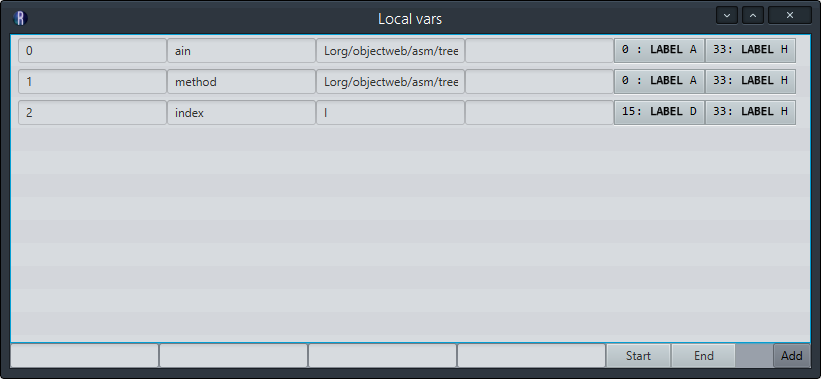 R Local vars
0 ain Lorg/objectweb/asm/tree 0 : LABEL A 33: LABEL H
1 method Lorg/objectweb/asm/tree 0 : LABEL A 33: LABEL H
2 index I 15: LABEL D 33: LABEL H
Start End Add